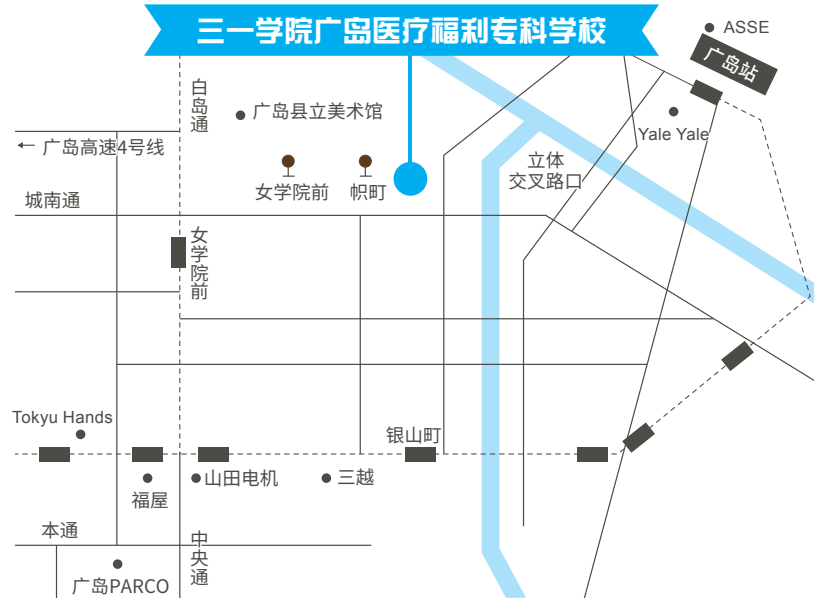 三一学院广岛医疗福利专科学校
ASSE
广岛站
白岛通
广岛县立美术馆
Yale Yale
← 广岛高速4号线
立体
交叉路口
女学院前
帜町
城南通
女学院前
Tokyu Hands
银山町
山田电机
三越
福屋
本通
中央通
广岛PARCO